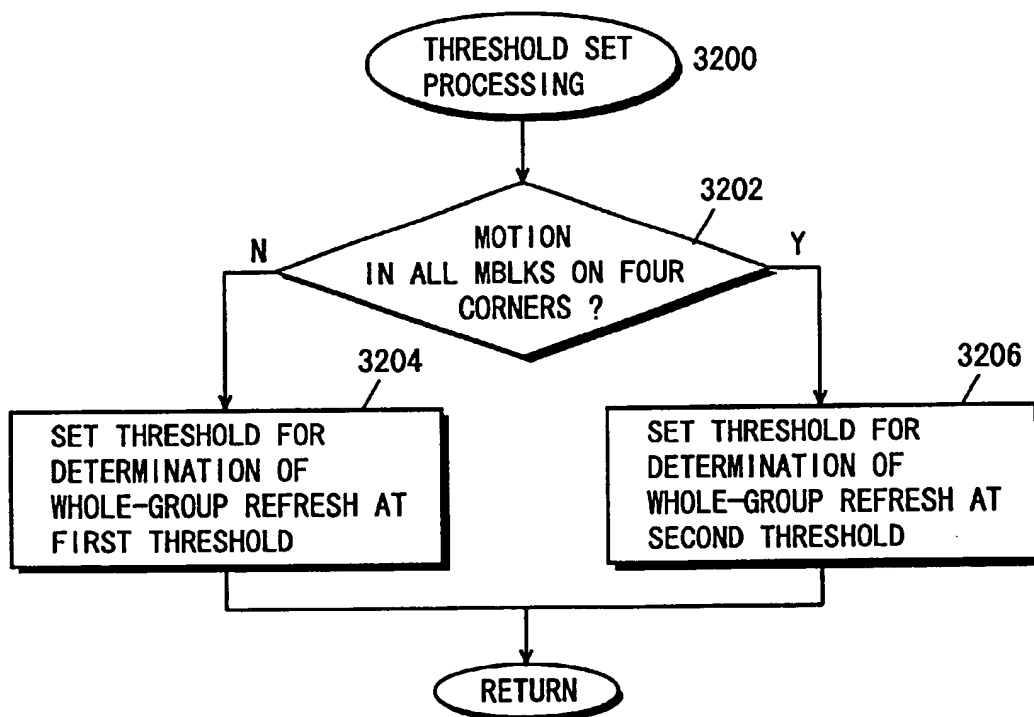 THRESHOLD SET
PROCESSING
3200
3202
MOTION
IN ALL MBLKS ON FOUR
CORNERS ?
N
Y
3204
SET THRESHOLD FOR
DETERMINATION OF
WHOLE-GROUP REFRESH AT
FIRST THRESHOLD
3206
SET THRESHOLD FOR
DETERMINATION OF
WHOLE-GROUP REFRESH AT
SECOND THRESHOLD
RETURN